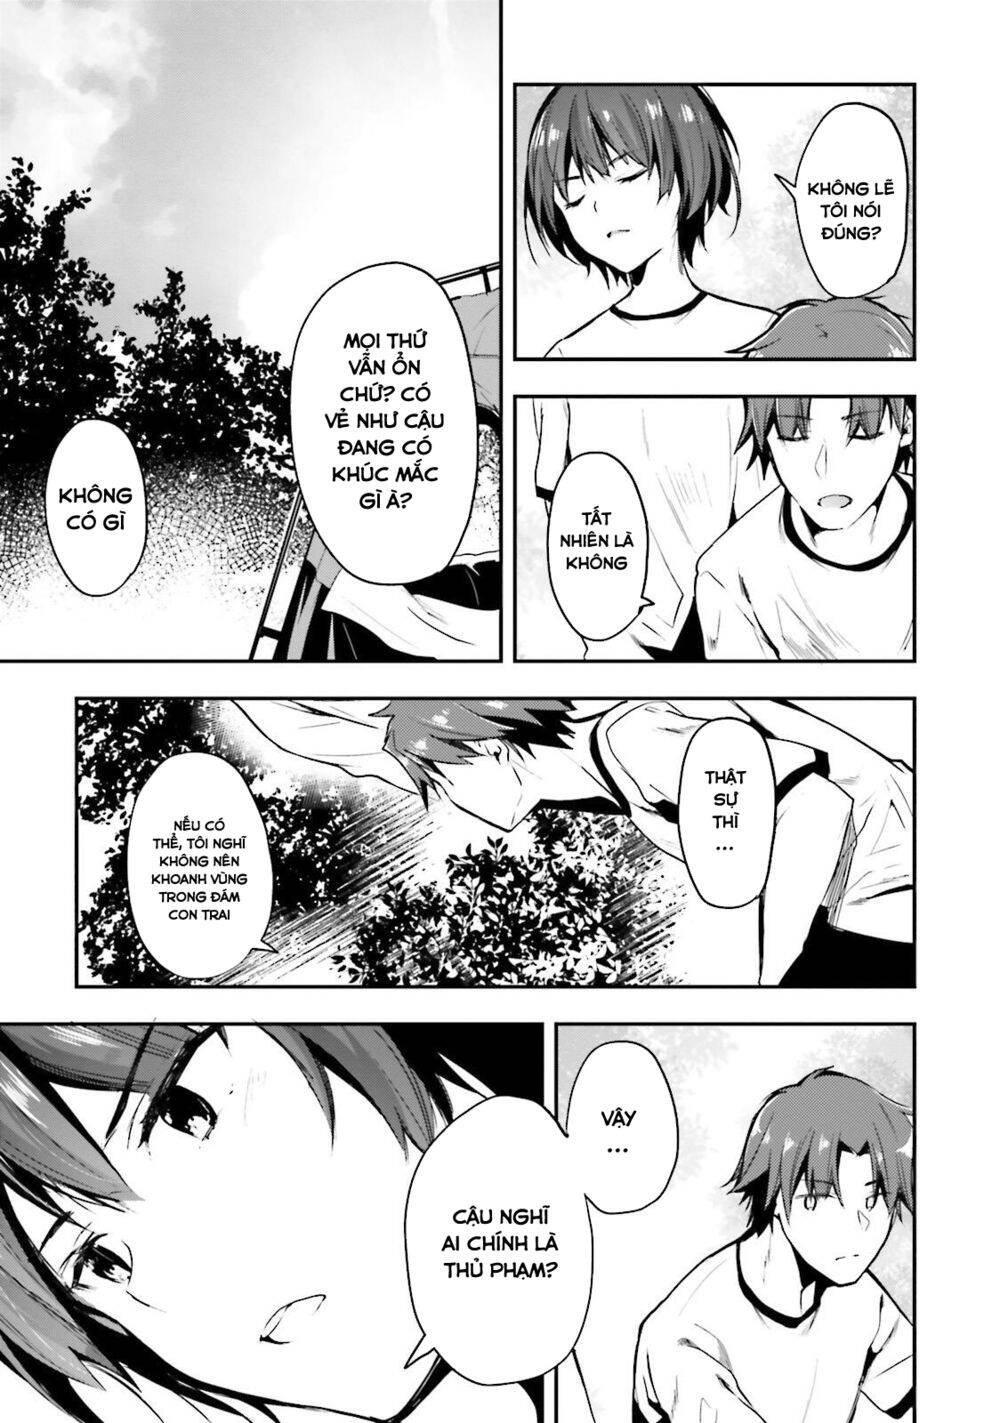 KHÔNG LẼ
TÔI NÓI
ĐÚNG?
TẤT
NHIÊN LÀ
KHÔNG
MỌI THỨ
VẪN ỔN
CHỨ? CÓ
VẺ NHƯ CẬU
ĐANG CÓ
KHÚC MẮC
GÌ À?
KHÔNG
CÓ GÌ
THẬT
SỰ
THÌ
...
NẾU CÓ
THỂ, TÔI NGHĨ
KHÔNG NÊN
KHOANH VÙNG
TRONG ĐÁM
CON TRAI
VẬY
...
CẬU NGHĨ
AI CHÍNH LÀ
THỦ PHẠM?